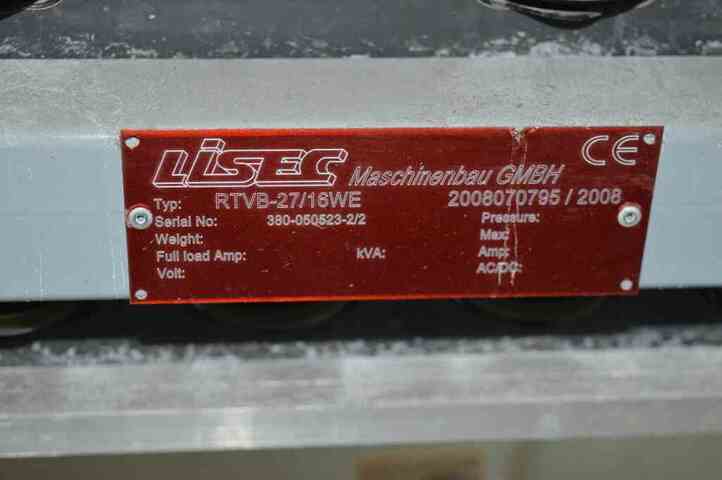 LiSEC Maschinenbau GMBH CE
Typ: RTVB-27/16WE 2008070795 / 2008
Serial No: 380-050523-2/2 Pressure:
Weight: Max:
Full load Amp: kVA: Amp:
Volt: AC/DC: